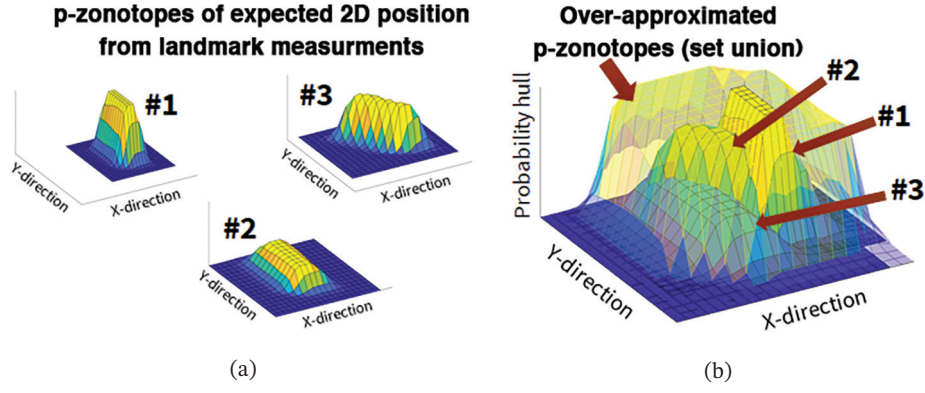 p-zonotopes of expected 2D position
from landmark measurments
#1
Y-direction
X-direction
#3
Y-direction
X-direction
#2
Y-direction
X-direction
(a)
Over-approximated
p-zonotopes (set union)
Probability hull
#2
#1
#3
Y-direction
X-direction
(b)